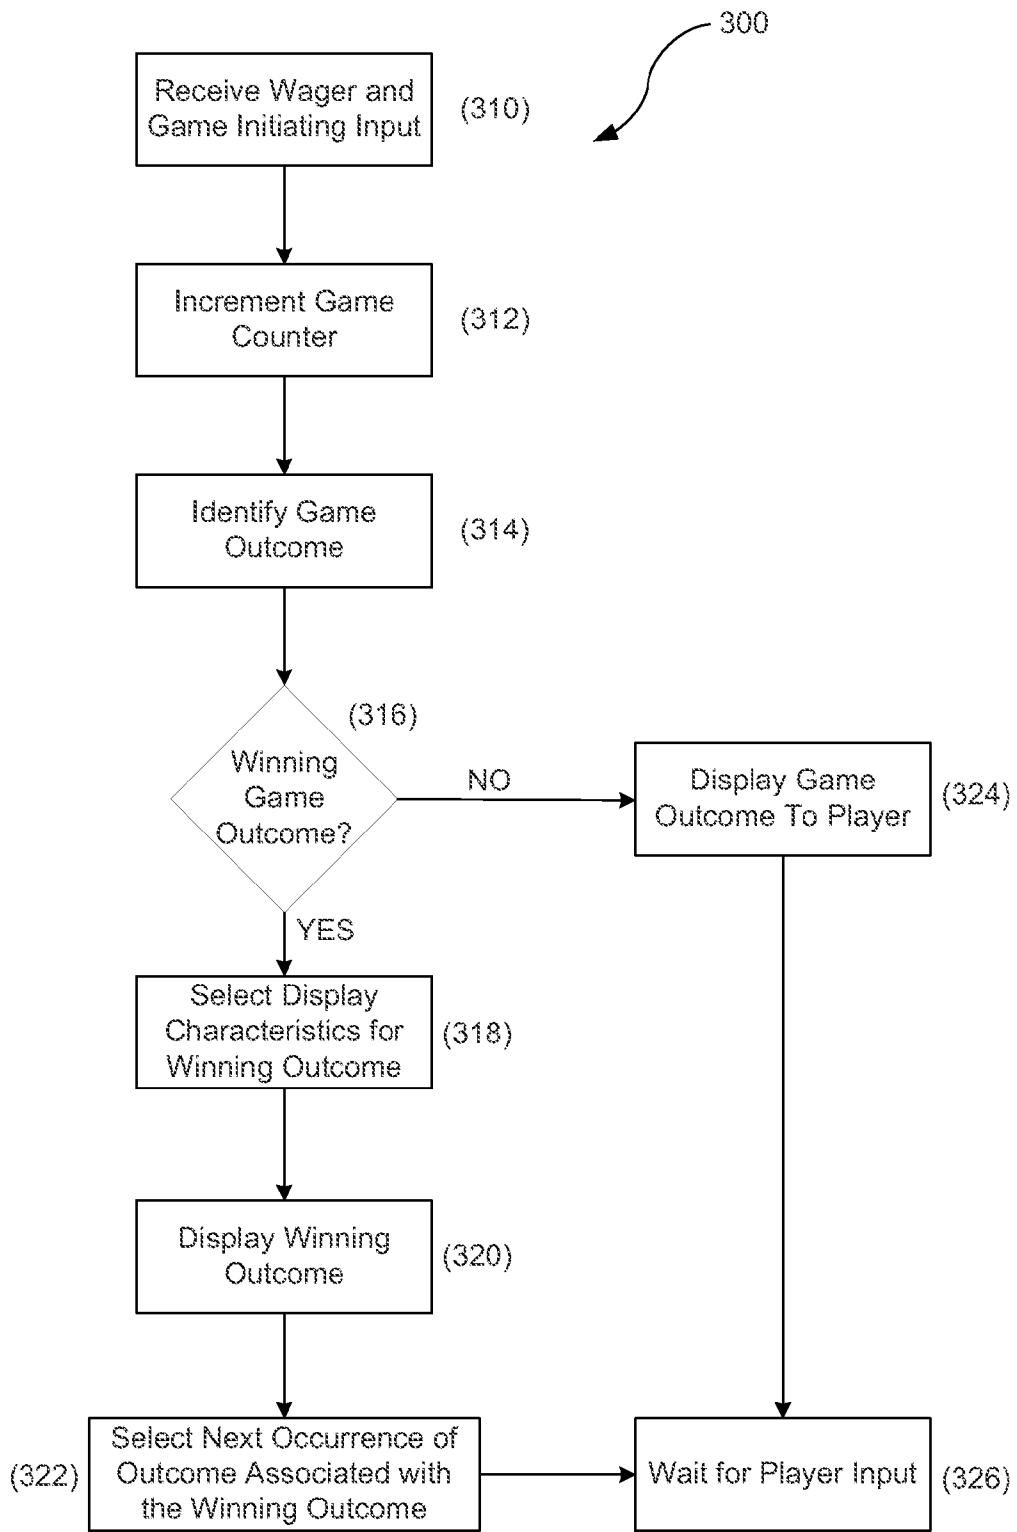 300
Receive Wager and
Game Initiating Input
(310)
Increment Game
Counter
(312)
Identify Game
Outcome
(314)
(316)
Winning
Game
Outcome?
NO
Display Game
Outcome To Player
(324)
YES
Select Display
Characteristics for
Winning Outcome
(318)
Display Winning
Outcome
(320)
Select Next Occurrence of
Outcome Associated with
the Winning Outcome
(322)
Wait for Player Input
(326)